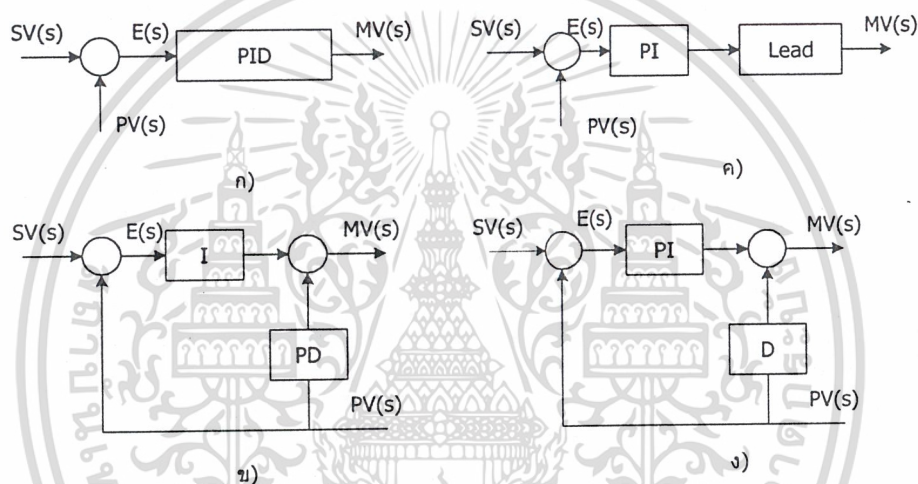 SV(s) E(s) PID MV(s)
PV(s)
ก)
SV(s) E(s) PI Lead MV(s)
PV(s)
ค)
SV(s) E(s) I MV(s)
PD
PV(s)
ข)
SV(s) E(s) PI MV(s)
D
PV(s)
ง)